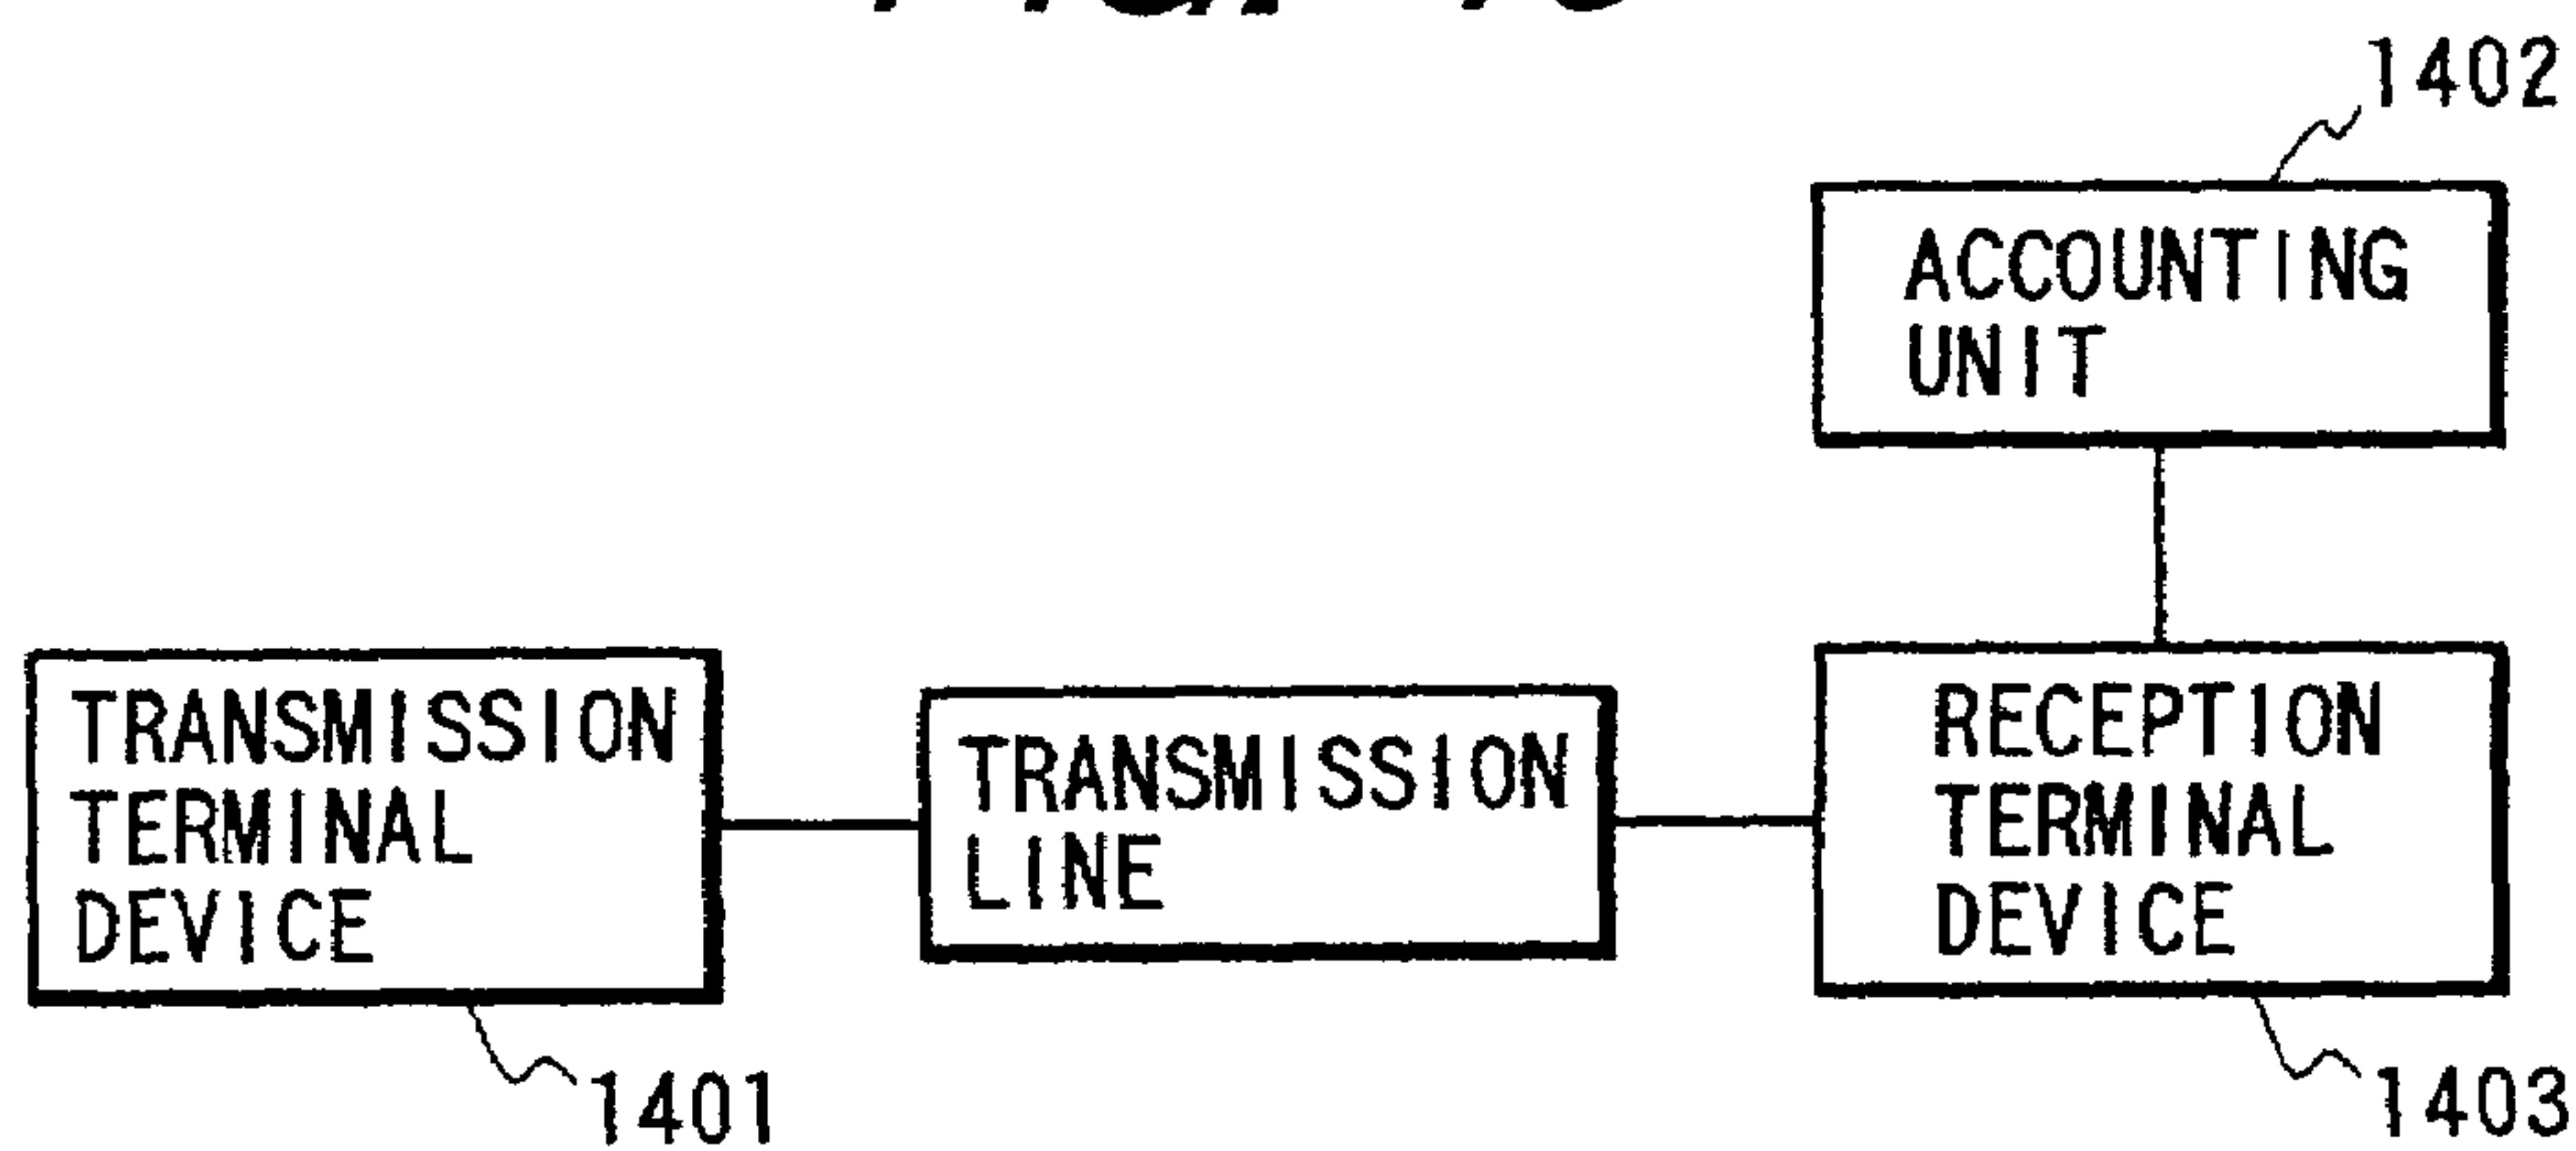 1402
ACCOUNTING
UNIT
TRANSMISSION
TERMINAL
DEVICE
TRANSMISSION
LINE
RECEPTION
TERMINAL
DEVICE
1401
1403